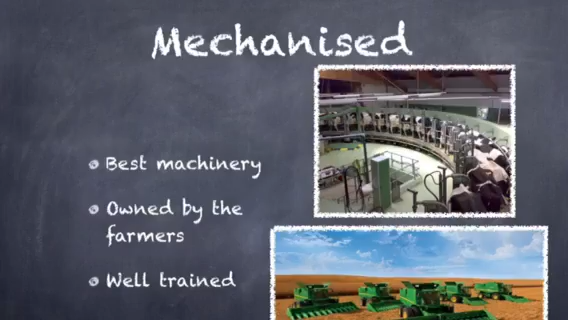 Mechanised
Best machinery
Owned by the
farmers
Well trained